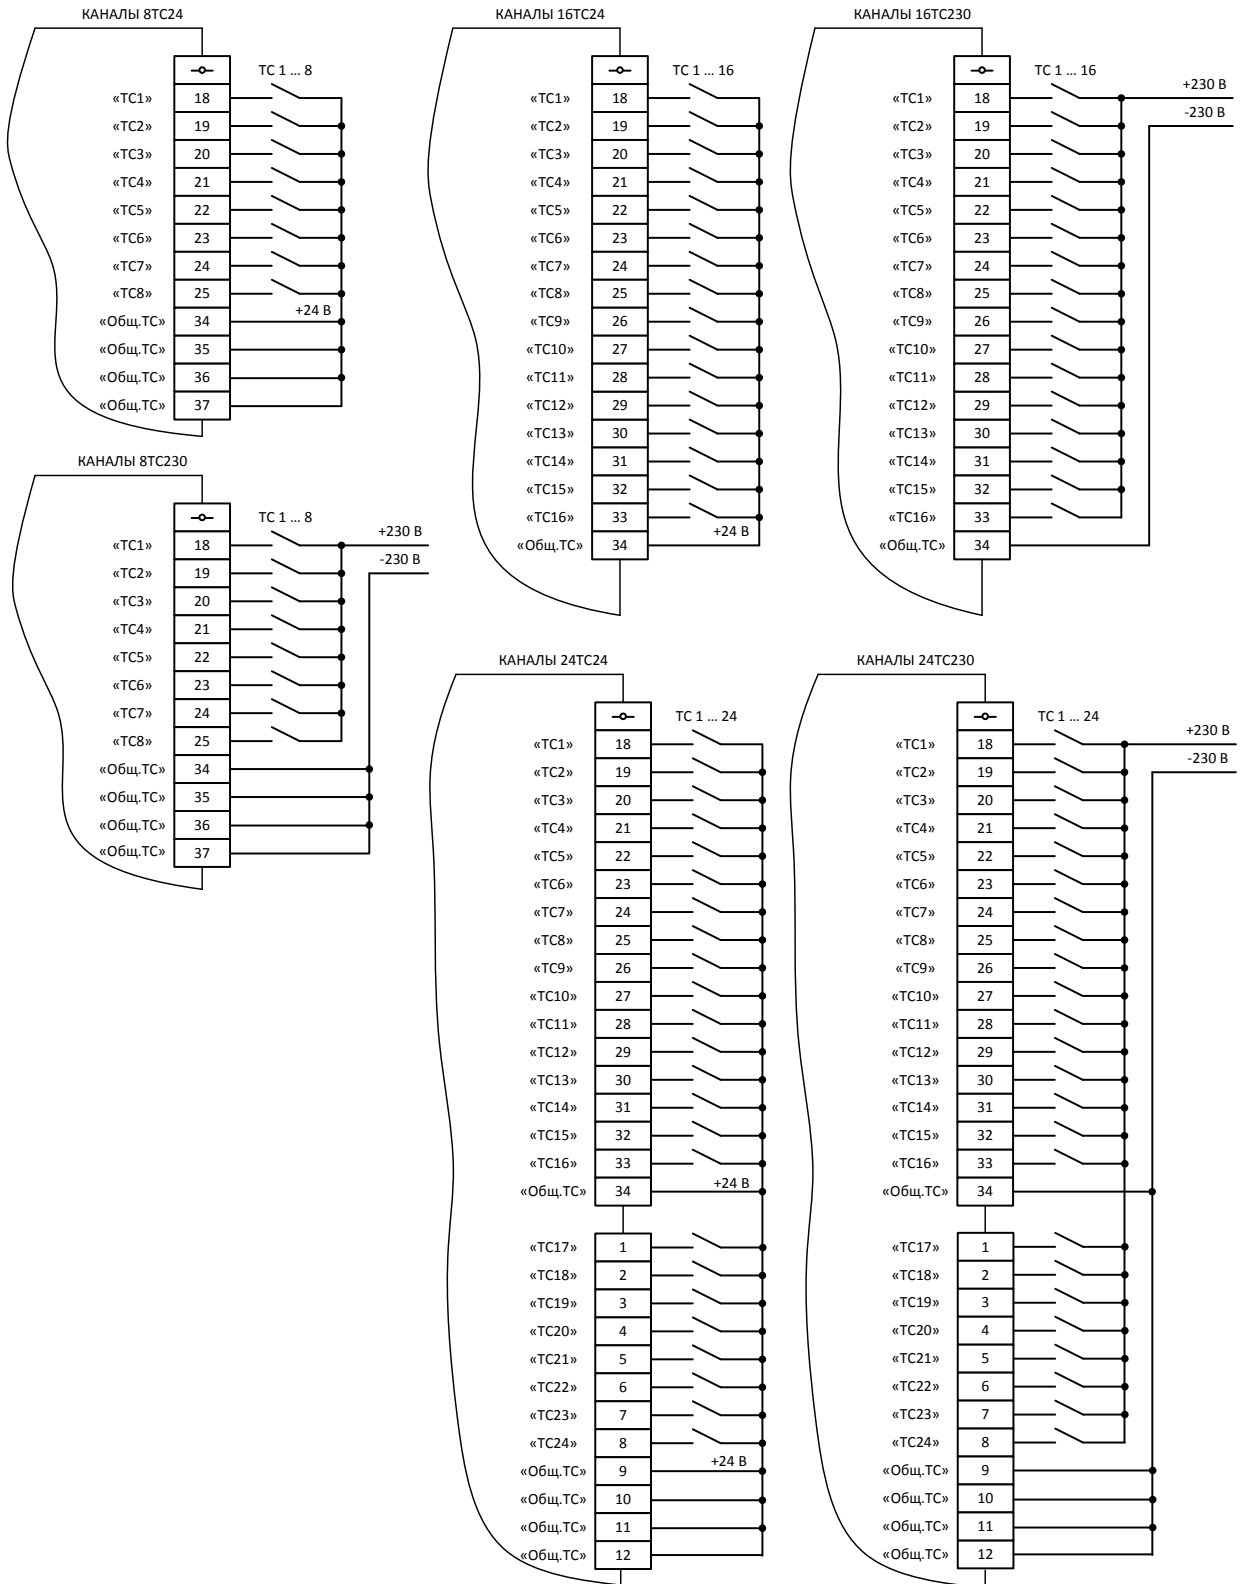 КАНАЛЫ 8ТС24
ТС 1 ... 8
«ТС1» 18
«ТС2» 19
«ТС3» 20
«ТС4» 21
«ТС5» 22
«ТС6» 23
«ТС7» 24
«ТС8» 25
+24 В
«Общ.ТС» 34
«Общ.ТС» 35
«Общ.ТС» 36
«Общ.ТС» 37
КАНАЛЫ 16ТС24
ТС 1 ... 16
«ТС1» 18
«ТС2» 19
«ТС3» 20
«ТС4» 21
«ТС5» 22
«ТС6» 23
«ТС7» 24
«ТС8» 25
«ТС9» 26
«ТС10» 27
«ТС11» 28
«ТС12» 29
«ТС13» 30
«ТС14» 31
«ТС15» 32
«ТС16» 33
+24 В
«Общ.ТС» 34
КАНАЛЫ 16ТС230
ТС 1 ... 16
+230 В
«ТС1» 18
-230 В
«ТС2» 19
«ТС3» 20
«ТС4» 21
«ТС5» 22
«ТС6» 23
«ТС7» 24
«ТС8» 25
«ТС9» 26
«ТС10» 27
«ТС11» 28
«ТС12» 29
«ТС13» 30
«ТС14» 31
«ТС15» 32
«ТС16» 33
«Общ.ТС» 34
КАНАЛЫ 8ТС230
ТС 1 ... 8
+230 В
«ТС1» 18
-230 В
«ТС2» 19
«ТС3» 20
«ТС4» 21
«ТС5» 22
«ТС6» 23
«ТС7» 24
«ТС8» 25
«Общ.ТС» 34
«Общ.ТС» 35
«Общ.ТС» 36
«Общ.ТС» 37
КАНАЛЫ 24ТС24
ТС 1 ... 24
«ТС1» 18
«ТС2» 19
«ТС3» 20
«ТС4» 21
«ТС5» 22
«ТС6» 23
«ТС7» 24
«ТС8» 25
«ТС9» 26
«ТС10» 27
«ТС11» 28
«ТС12» 29
«ТС13» 30
«ТС14» 31
«ТС15» 32
«ТС16» 33
+24 В
«Общ.ТС» 34
«ТС17» 1
«ТС18» 2
«ТС19» 3
«ТС20» 4
«ТС21» 5
«ТС22» 6
«ТС23» 7
«ТС24» 8
+24 В
«Общ.ТС» 9
«Общ.ТС» 10
«Общ.ТС» 11
«Общ.ТС» 12
КАНАЛЫ 24ТС230
ТС 1 ... 24
+230 В
«ТС1» 18
-230 В
«ТС2» 19
«ТС3» 20
«ТС4» 21
«ТС5» 22
«ТС6» 23
«ТС7» 24
«ТС8» 25
«ТС9» 26
«ТС10» 27
«ТС11» 28
«ТС12» 29
«ТС13» 30
«ТС14» 31
«ТС15» 32
«ТС16» 33
«Общ.ТС» 34
«ТС17» 1
«ТС18» 2
«ТС19» 3
«ТС20» 4
«ТС21» 5
«ТС22» 6
«ТС23» 7
«ТС24» 8
«Общ.ТС» 9
«Общ.ТС» 10
«Общ.ТС» 11
«Общ.ТС» 12